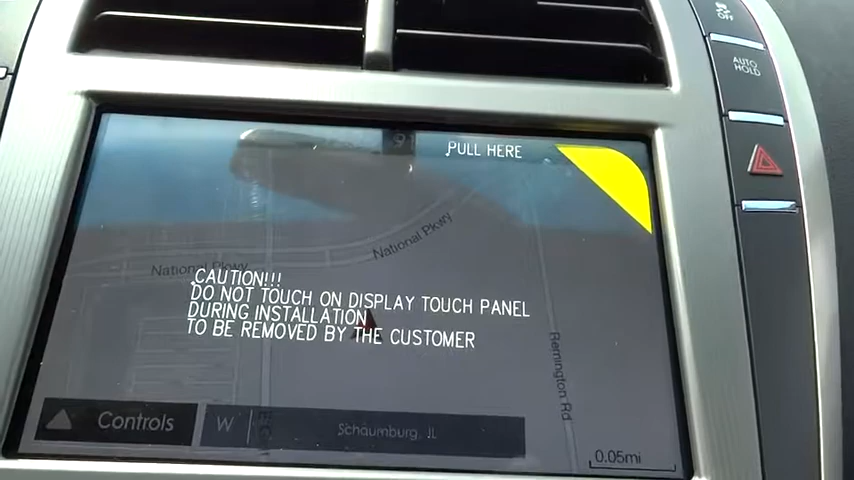 OFF
AUTO
HOLD
PULL HERE
National Pkwy
National Pkwy
CAUTION!!!
DO NOT TOUCH ON DISPLAY TOUCH PANEL
DURING INSTALLATION
TO BE REMOVED BY THE CUSTOMER
Remington Rd
Controls
W
E
Schaumburg, IL
0.05mi